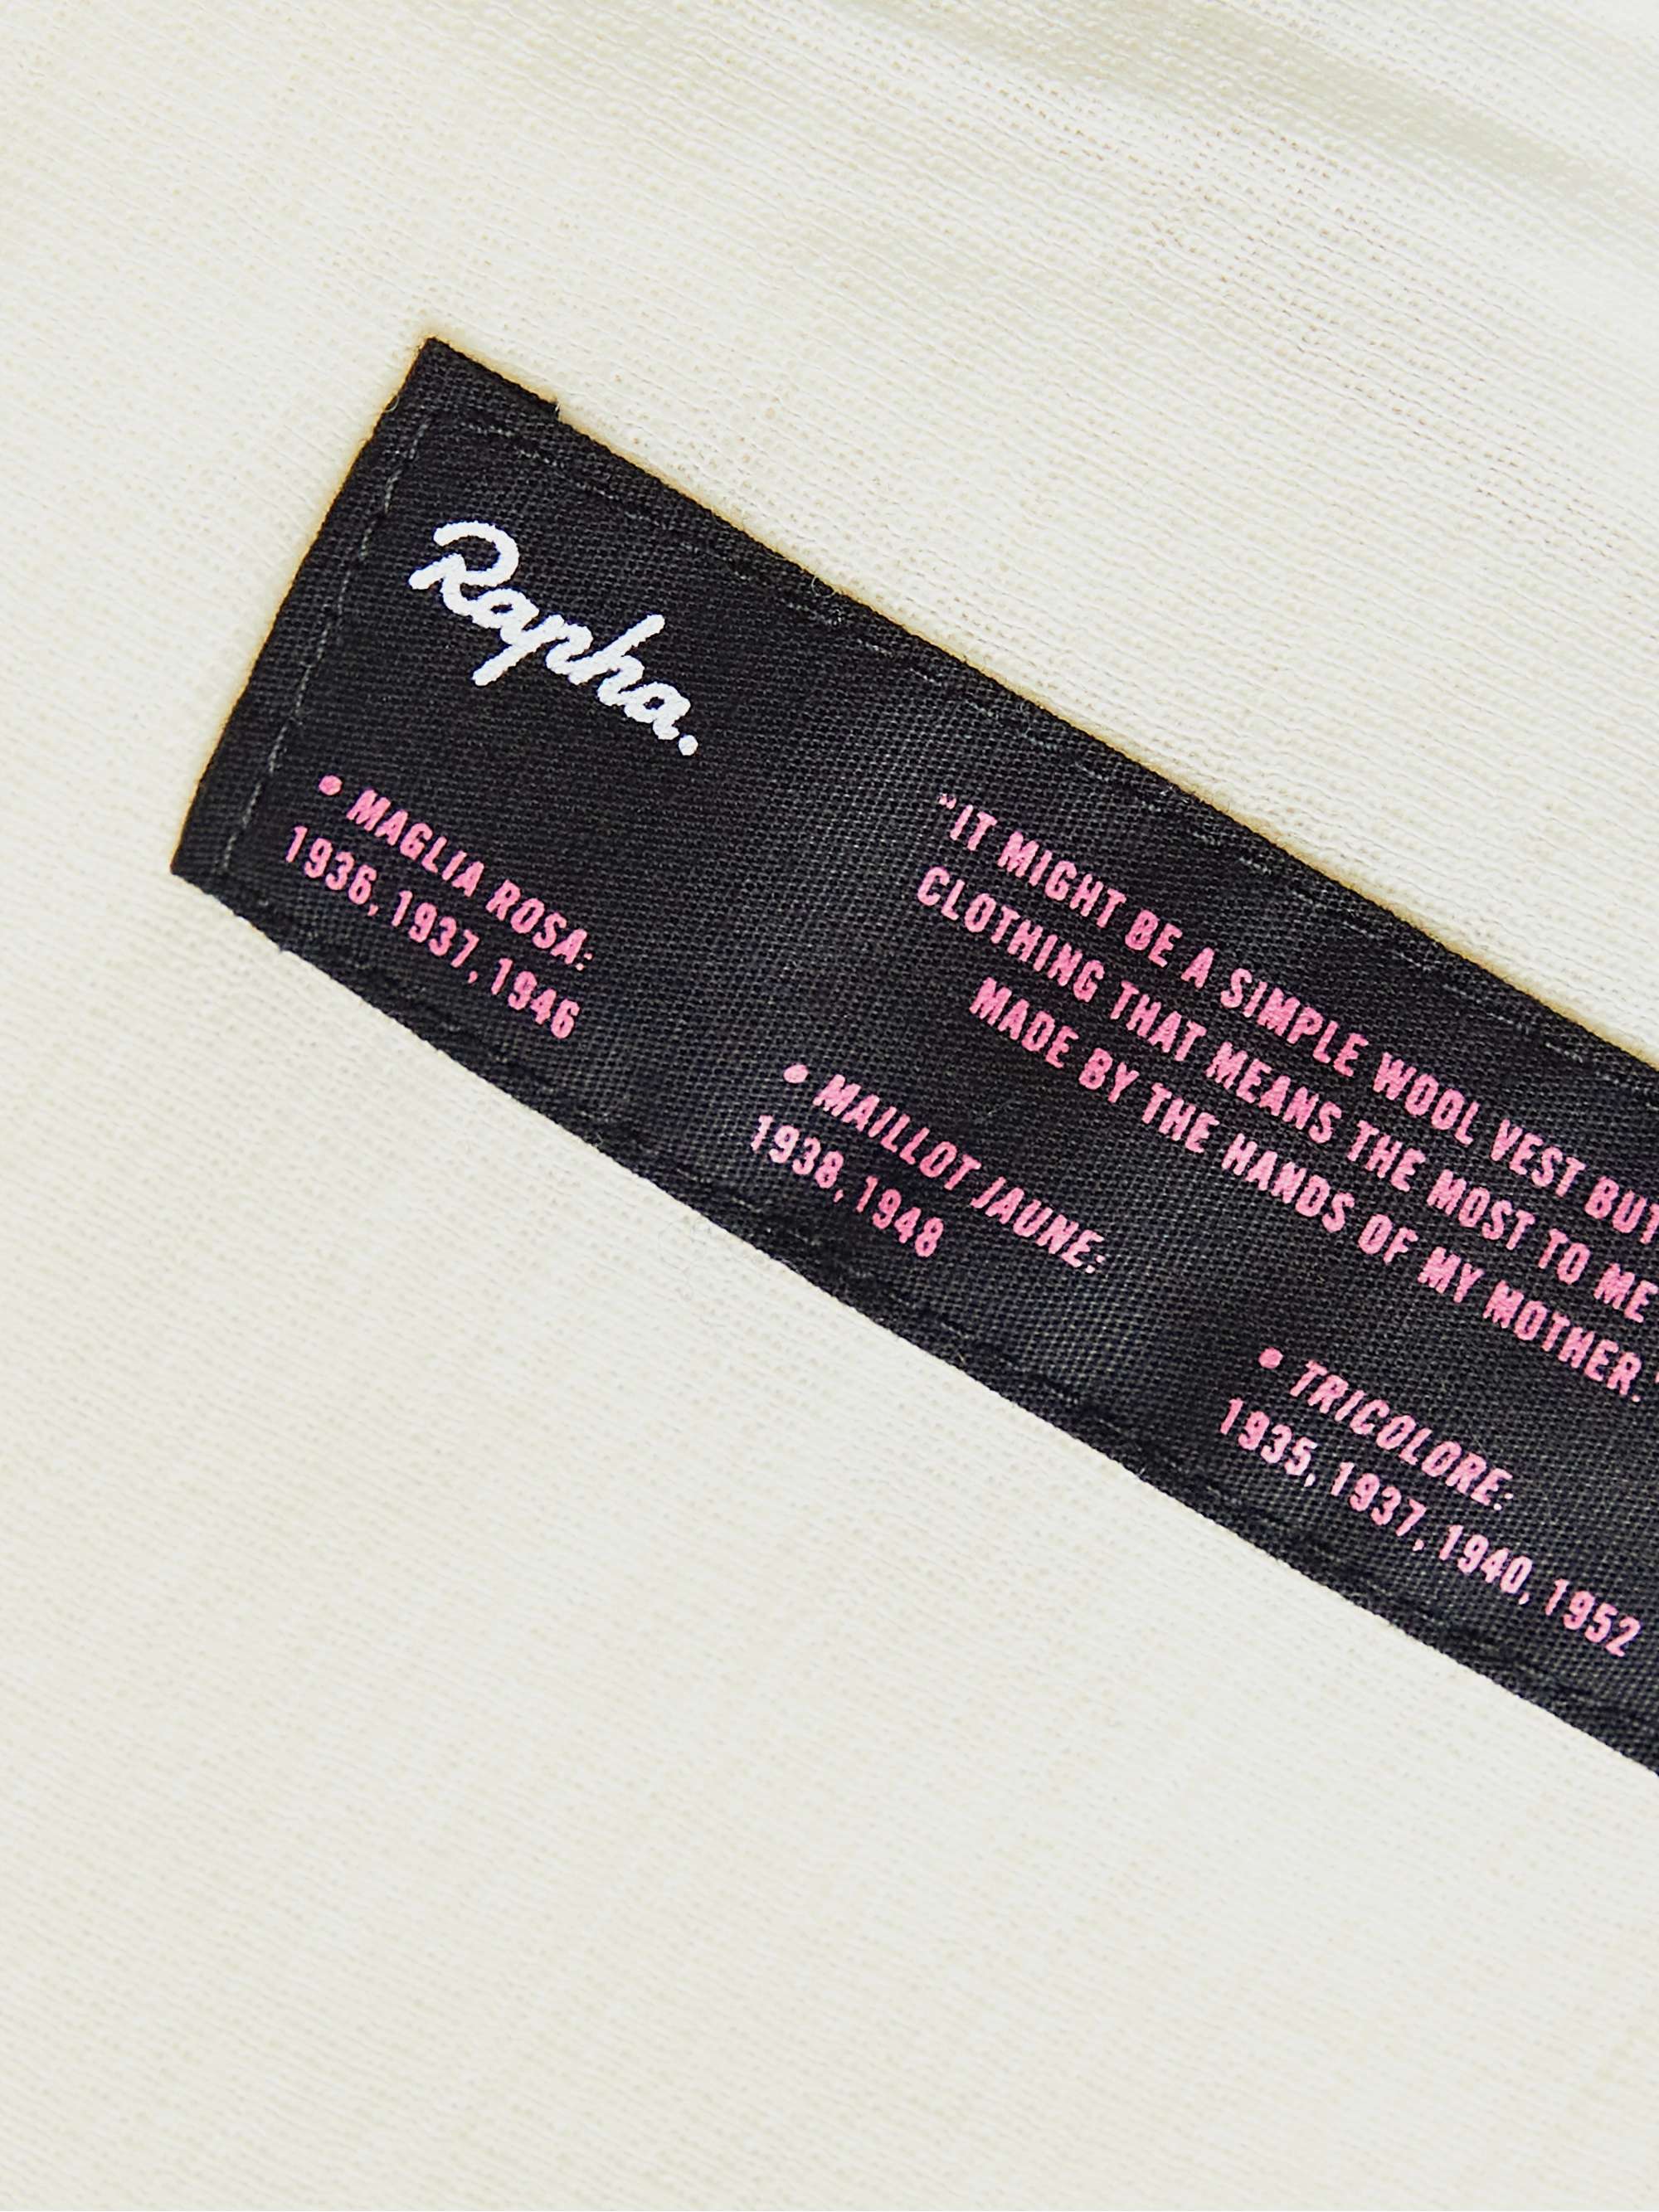 Rapha.
"IT MIGHT BE A SIMPLE WOOL VEST BUT
CLOTHING THAT MEANS THE MOST TO ME
MADE BY THE HANDS OF MY MOTHER."
• MAGLIA ROSA:
1936, 1937, 1946
• MAILLOT JAUNE:
1938, 1948
• TRICOLORE:
1935, 1937, 1940, 1952